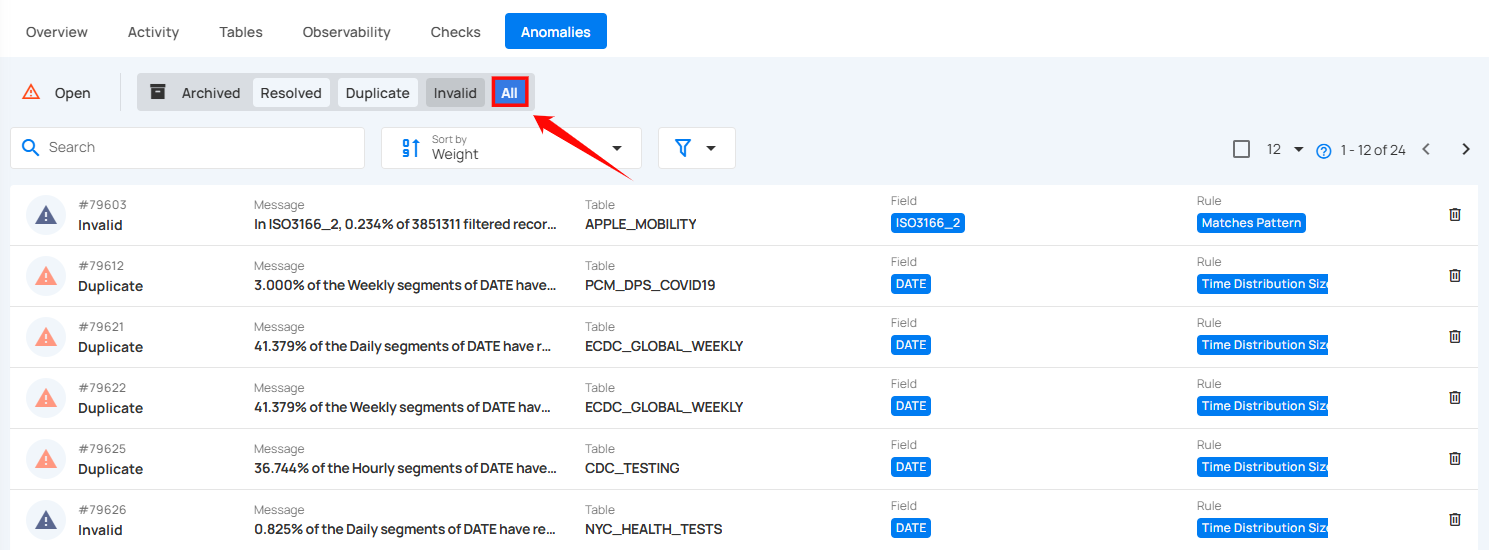 Overview Activity Tables Observability Checks Anomalies
Open Archived Resolved Duplicate Invalid All
Search Sort by
Weight
12 1 - 12 of 24
#79603 Message Table Field Rule
Invalid In ISO3166_2, 0.234% of 3851311 filtered recor... APPLE_MOBILITY ISO3166_2 Matches Pattern
#79612 Message Table Field Rule
Duplicate 3.000% of the Weekly segments of DATE have... PCM_DPS_COVID19 DATE Time Distribution Size
#79621 Message Table Field Rule
Duplicate 41.379% of the Daily segments of DATE have r... ECDC_GLOBAL_WEEKLY DATE Time Distribution Size
#79622 Message Table Field Rule
Duplicate 41.379% of the Weekly segments of DATE hav... ECDC_GLOBAL_WEEKLY DATE Time Distribution Size
#79625 Message Table Field Rule
Duplicate 36.744% of the Hourly segments of DATE have... CDC_TESTING DATE Time Distribution Size
#79626 Message Table Field Rule
Invalid 0.825% of the Daily segments of DATE have re... NYC_HEALTH_TESTS DATE Time Distribution Size